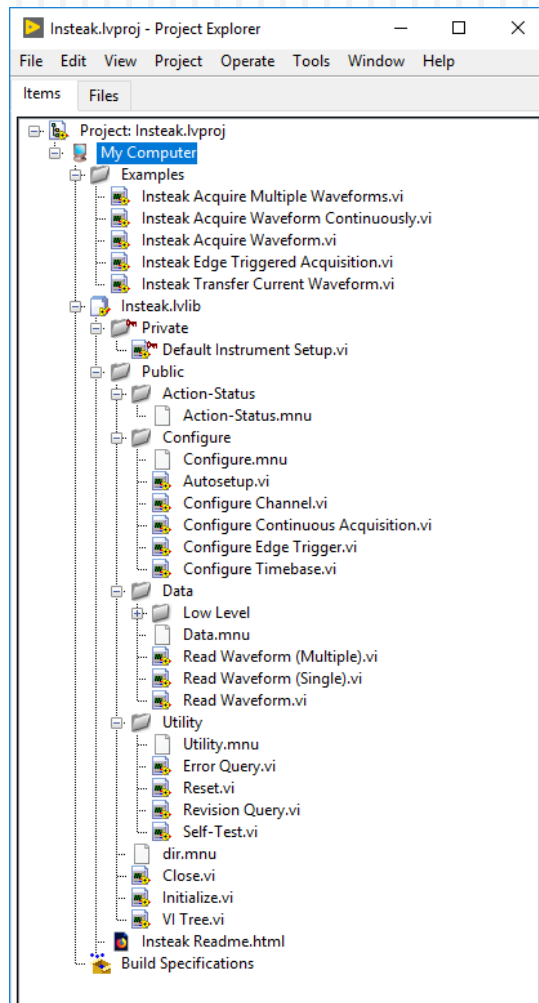 Insteak.lvproj - Project Explorer
File Edit View Project Operate Tools Window Help
Items Files
Project: Insteak.lvproj
My Computer
Examples
Insteak Acquire Multiple Waveforms.vi
Insteak Acquire Waveform Continuously.vi
Insteak Acquire Waveform.vi
Insteak Edge Triggered Acquisition.vi
Insteak Transfer Current Waveform.vi
Insteak.lvlib
Private
Default Instrument Setup.vi
Public
Action-Status
Action-Status.mnu
Configure
Configure.mnu
Autosetup.vi
Configure Channel.vi
Configure Continuous Acquisition.vi
Configure Edge Trigger.vi
Configure Timebase.vi
Data
Low Level
Data.mnu
Read Waveform (Multiple).vi
Read Waveform (Single).vi
Read Waveform.vi
Utility
Utility.mnu
Error Query.vi
Reset.vi
Revision Query.vi
Self-Test.vi
dir.mnu
Close.vi
Initialize.vi
VI Tree.vi
Insteak Readme.html
Build Specifications